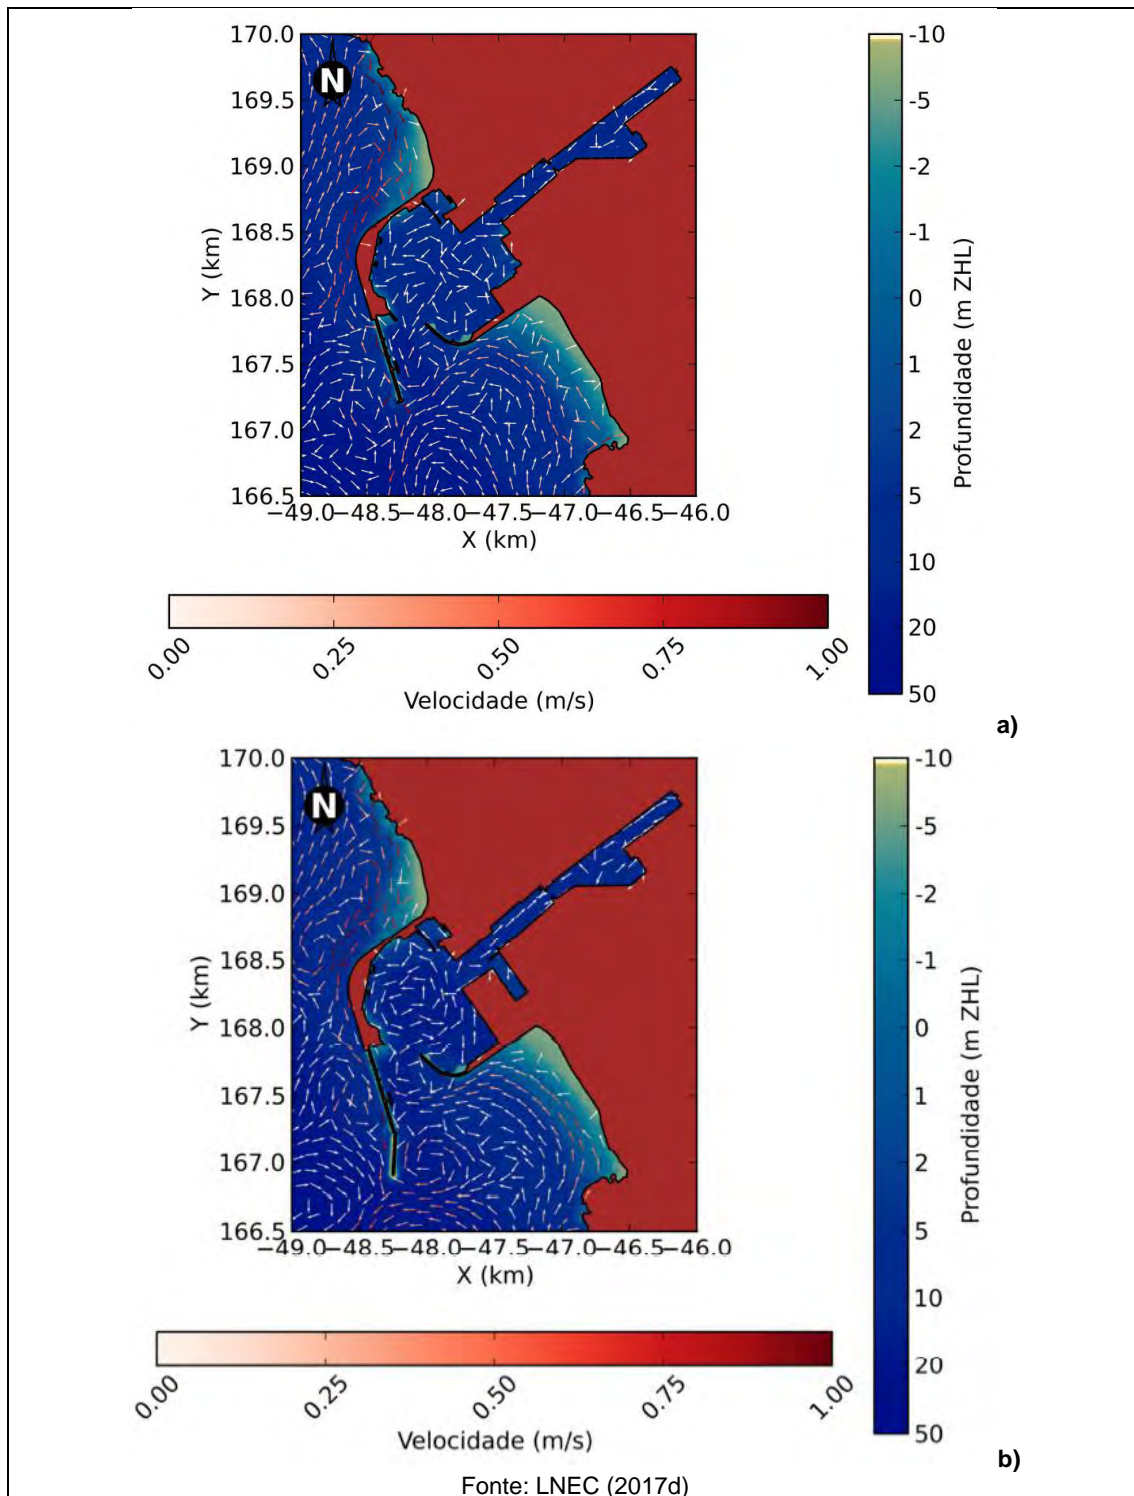 170.0
169.5
169.0
168.5
168.0
167.5
167.0
166.5
Y (km)
N
−49.0 −48.5 −48.0 −47.5 −47.0 −46.5 −46.0
X (km)
-10
-5
-2
-1
0
1
2
5
10
20
50
Profundidade (m ZHL)
0.00 0.25 0.50 0.75 1.00
Velocidade (m/s)
a)
170.0
169.5
169.0
168.5
168.0
167.5
167.0
166.5
Y (km)
N
−49.0 −48.5 −48.0 −47.5 −47.0 −46.5 −46.0
X (km)
-10
-5
-2
-1
0
1
2
5
10
20
50
Profundidade (m ZHL)
0.00 0.25 0.50 0.75 1.00
Velocidade (m/s)
b)
Fonte: LNEC (2017d)